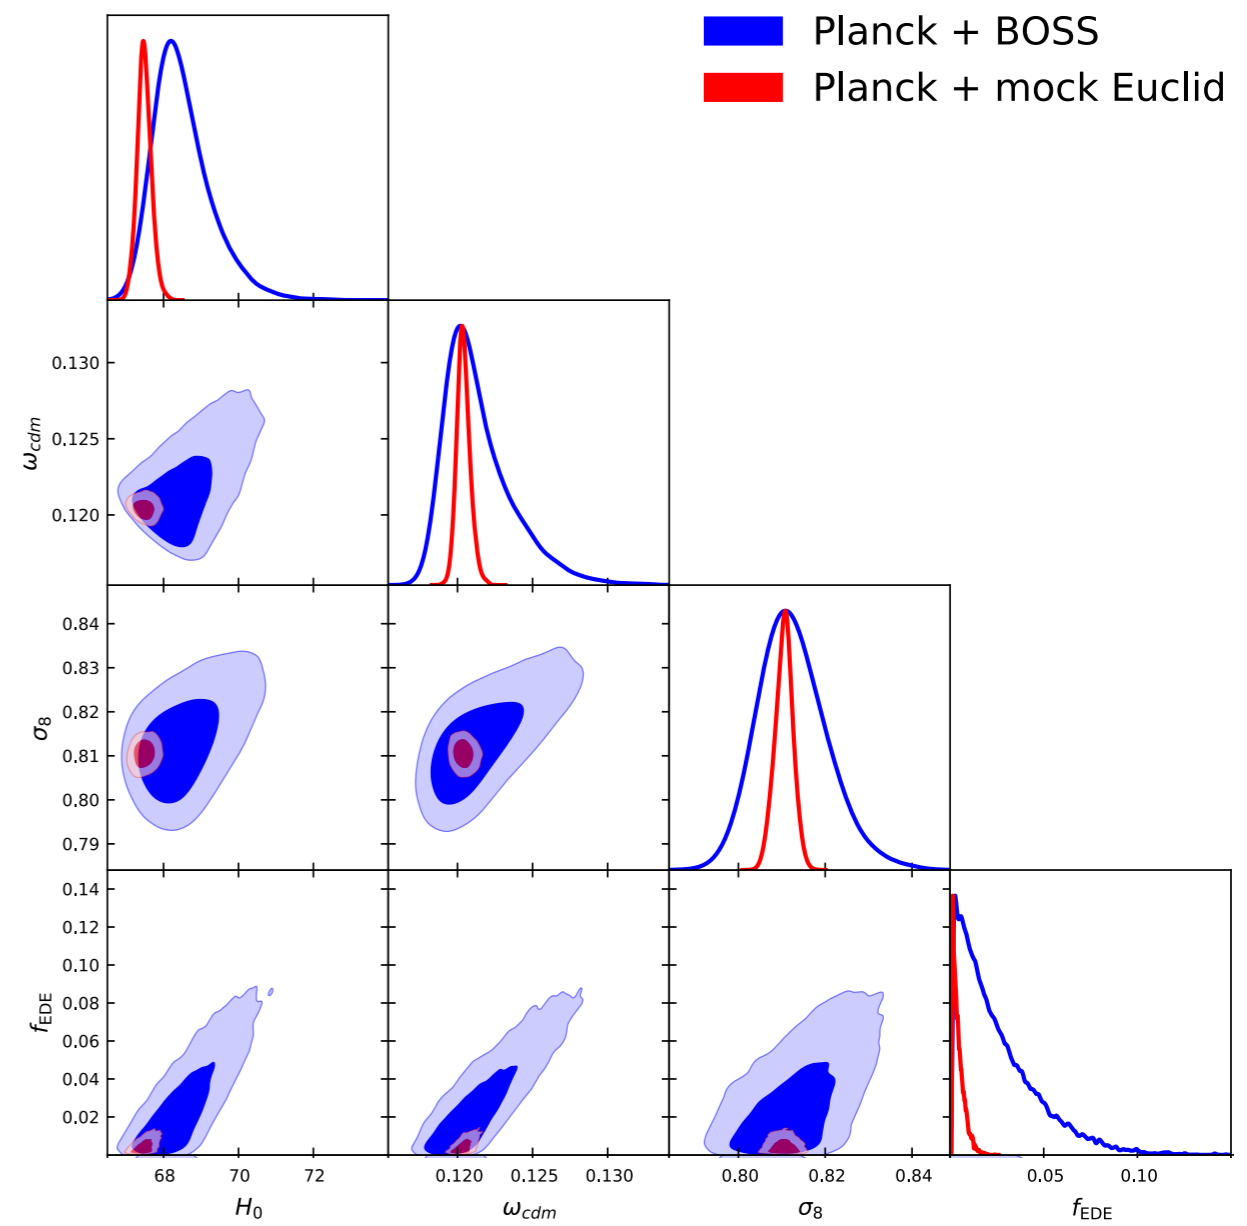 Planck + BOSS
Planck + mock Euclid
0.130
0.125
0.120
ω_cdm
0.84
0.83
0.82
0.81
0.80
0.79
σ_8
0.14
0.12
0.10
0.08
0.06
0.04
0.02
f_EDE
68 70 72
0.120 0.125 0.130
0.80 0.82 0.84
0.05 0.10
H_0
ω_cdm
σ_8
f_EDE